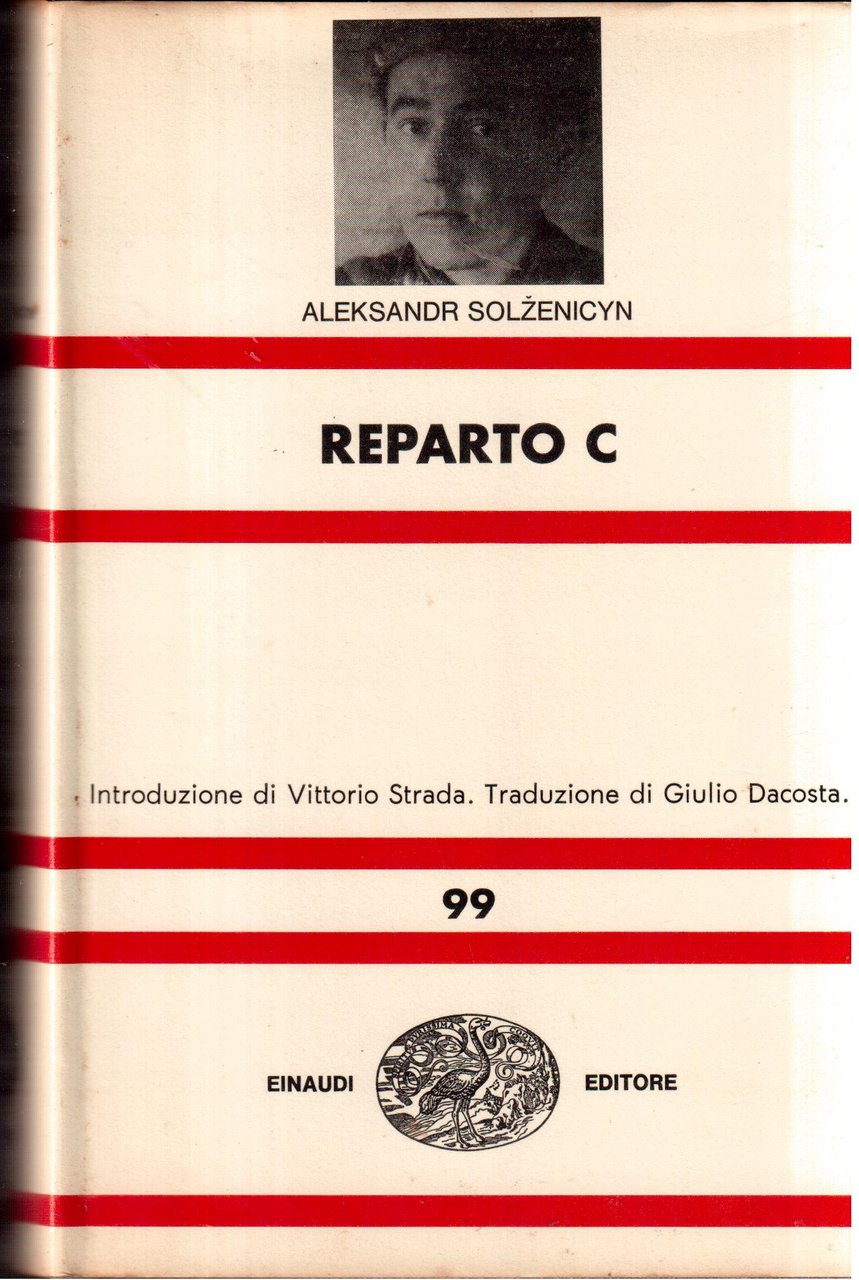 ALEKSANDR SOLŽENICYN
REPARTO C
Introduzione di Vittorio Strada. Traduzione di Giulio Dacosta.
99
EINAUDI EDITORE